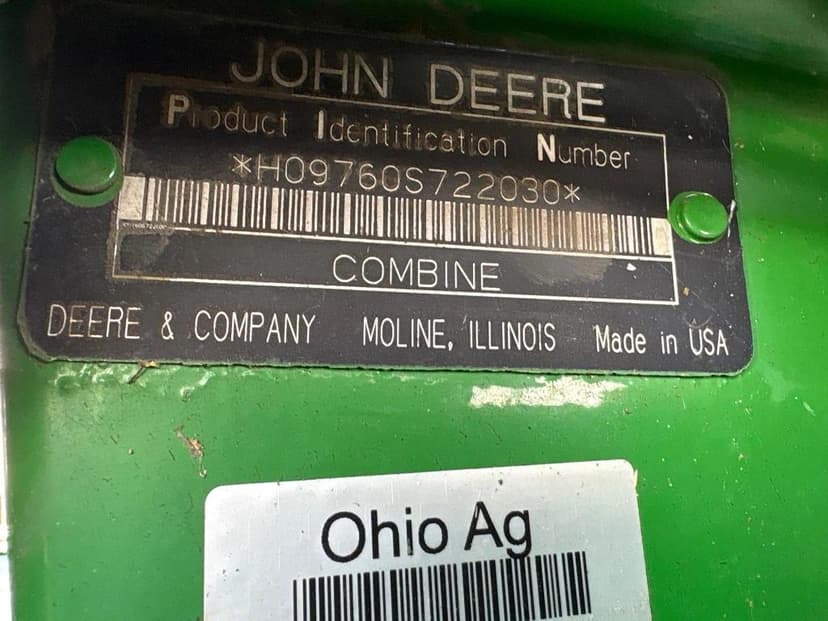 JOHN DEERE
Product Identification Number
*H09760S722030*
COMBINE
DEERE & COMPANY MOLINE, ILLINOIS Made in USA
Ohio Ag